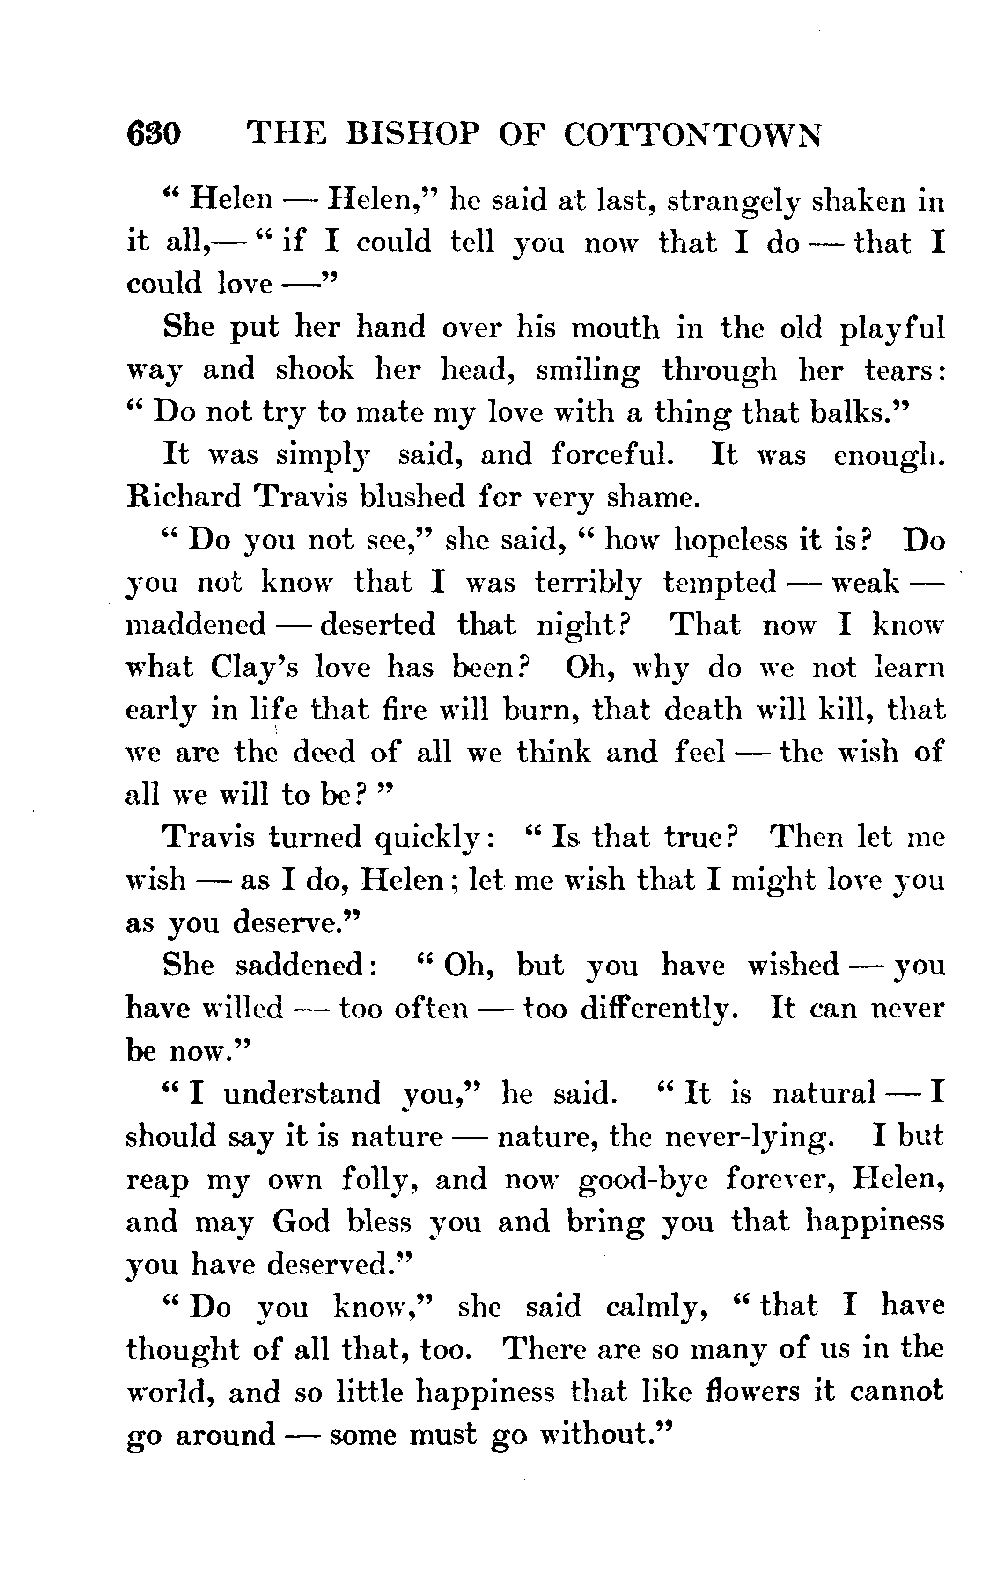 630 THE BISHOP OF COTTONTOWN
“ Helen — Helen,” he said at last, strangely shaken in
it all,— “ if I could tell you now that I do — that I
could love —”
She put her hand over his mouth in the old playful
way and shook her head, smiling through her tears:
“ Do not try to mate my love with a thing that balks.”
It was simply said, and forceful. It was enough.
Richard Travis blushed for very shame.
“ Do you not see,” she said, “ how hopeless it is? Do
you not know that I was terribly tempted — weak —
maddened — deserted that night? That now I know
what Clay’s love has been? Oh, why do we not learn
early in life that fire will burn, that death will kill, that
we are the deed of all we think and feel — the wish of
all we will to be? ”
Travis turned quickly: “ Is that true? Then let me
wish — as I do, Helen; let me wish that I might love you
as you deserve.”
She saddened: “ Oh, but you have wished — you
have willed — too often — too differently. It can never
be now.”
“ I understand you,” he said. “ It is natural — I
should say it is nature — nature, the never-lying. I but
reap my own folly, and now good-bye forever, Helen,
and may God bless you and bring you that happiness
you have deserved.”
“ Do you know,” she said calmly, “ that I have
thought of all that, too. There are so many of us in the
world, and so little happiness that like flowers it cannot
go around — some must go without.”